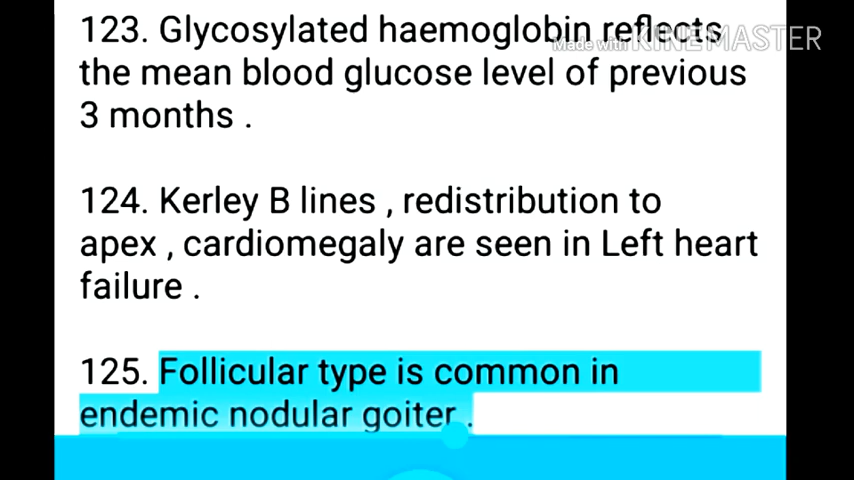 123. Glycosylated haemoglobin reflects
Made with KINEMASTER
the mean blood glucose level of previous
3 months .
124. Kerley B lines , redistribution to
apex , cardiomegaly are seen in Left heart
failure .
125. Follicular type is common in
endemic nodular goiter .